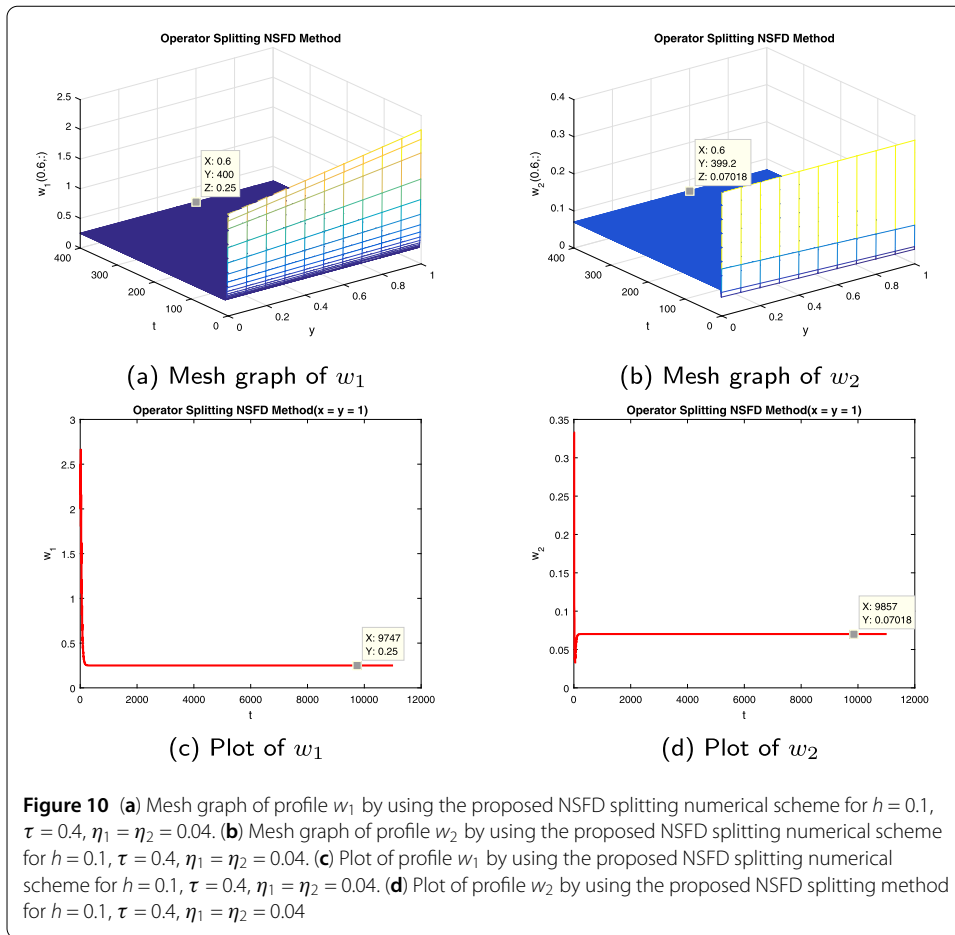 Operator Splitting NSFD Method
2.5
2
1.5
1
0.5
0
w1(0.6,:)
X: 0.6
Y: 400
Z: 0.25
400
300
200
100
0
t
0
0.2
0.4
0.6
0.8
1
y
(a) Mesh graph of w1
Operator Splitting NSFD Method
0.4
0.3
0.2
0.1
0
w2(0.6,:)
X: 0.6
Y: 399.2
Z: 0.07018
400
300
200
100
0
t
0
0.2
0.4
0.6
0.8
1
y
(b) Mesh graph of w2
Operator Splitting NSFD Method(x = y = 1)
3
2.5
2
1.5
1
0.5
0
w1
X: 9747
Y: 0.25
0 2000 4000 6000 8000 10000 12000
t
(c) Plot of w1
Operator Splitting NSFD Method(x = y = 1)
0.35
0.3
0.25
0.2
0.15
0.1
0.05
0
w2
X: 9857
Y: 0.07018
0 2000 4000 6000 8000 10000 12000
t
(d) Plot of w2
Figure 10 (a) Mesh graph of profile w1 by using the proposed NSFD splitting numerical scheme for h = 0.1,
τ = 0.4, η1 = η2 = 0.04. (b) Mesh graph of profile w2 by using the proposed NSFD splitting numerical scheme
for h = 0.1, τ = 0.4, η1 = η2 = 0.04. (c) Plot of profile w1 by using the proposed NSFD splitting numerical
scheme for h = 0.1, τ = 0.4, η1 = η2 = 0.04. (d) Plot of profile w2 by using the proposed NSFD splitting method
for h = 0.1, τ = 0.4, η1 = η2 = 0.04